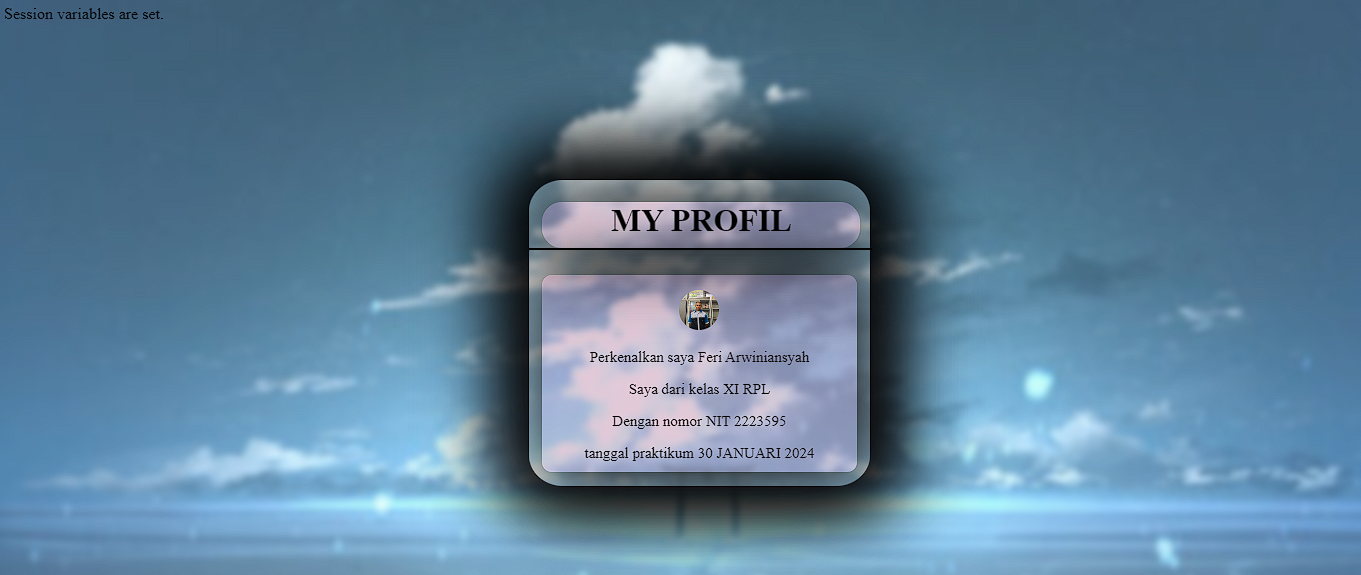 Session variables are set.
MY PROFIL
Perkenalkan saya Feri Arwiniansyah
Saya dari kelas XI RPL
Dengan nomor NIT 2223595
tanggal praktikum 30 JANUARI 2024